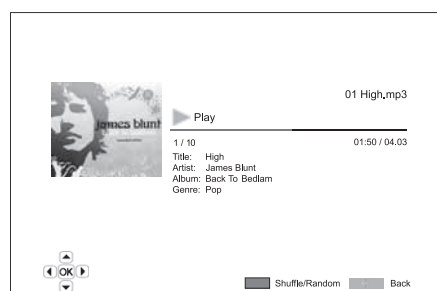 01 High.mp3
james blunt
Play
1 / 10
01:50 / 04.03
Title: High
Artist: James Blunt
Album: Back To Bedlam
Genre: Pop
OK
Shuffle/Random
Back